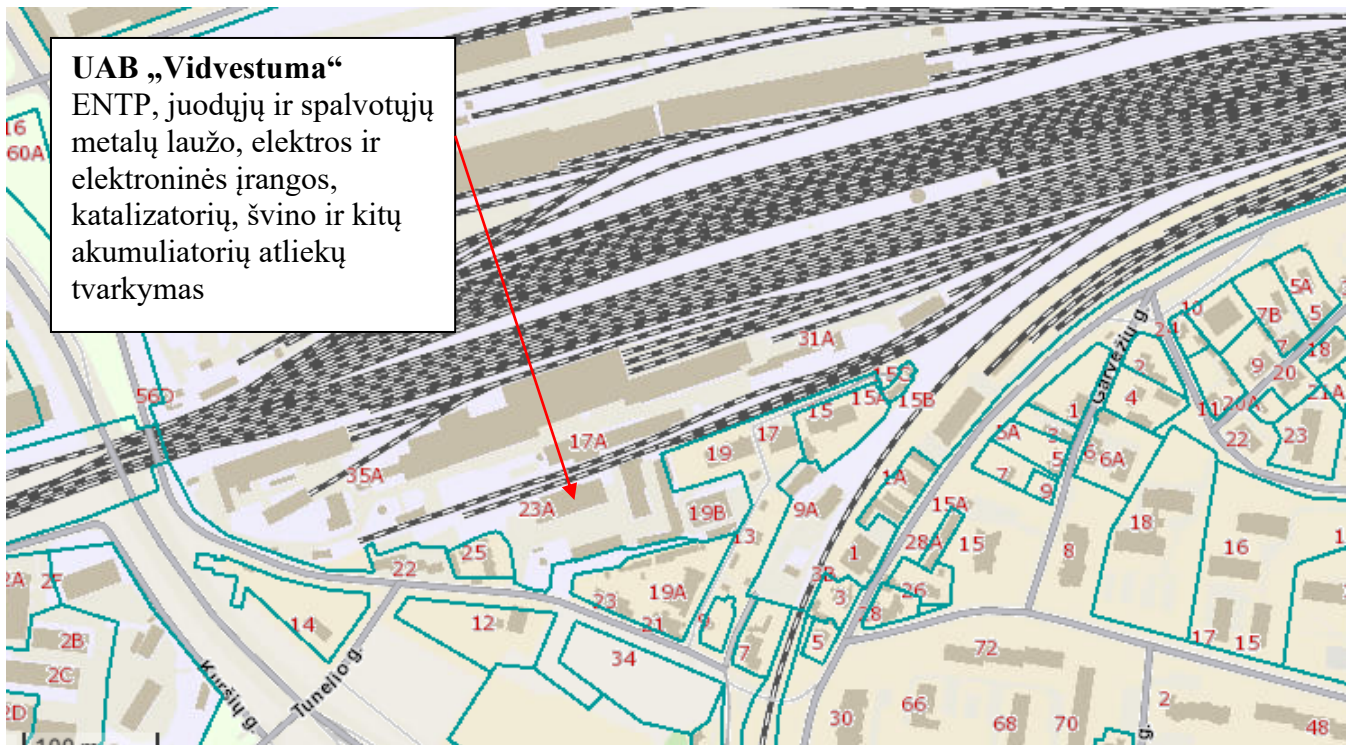 UAB „Vidvestuma“
ENTP, juodųjų ir spalvotųjų
metalų laužo, elektros ir
elektroninės įrangos,
katalizatorių, švino ir kitų
akumuliatorių atliekų
tvarkymas
16
60A
56D
31A
15
15A
15B
17
19
17A
35A
23A
19B
9A
13
22
25
23
19A
21
14
12
34
9
7
1A
15A
28A
15
1
3B
3
26
28
5
Garvežių g.
10
24
7B
5A
5
7
9
18
20
21A
20A
11
22
23
2
4
1
3
5A
5
6
6A
7
9
8
18
16
17
15
72
66
68
70
30
2
48
2A
2F
2B
2C
2D
Kuršių g.
Tunelio g.
g.
100 m